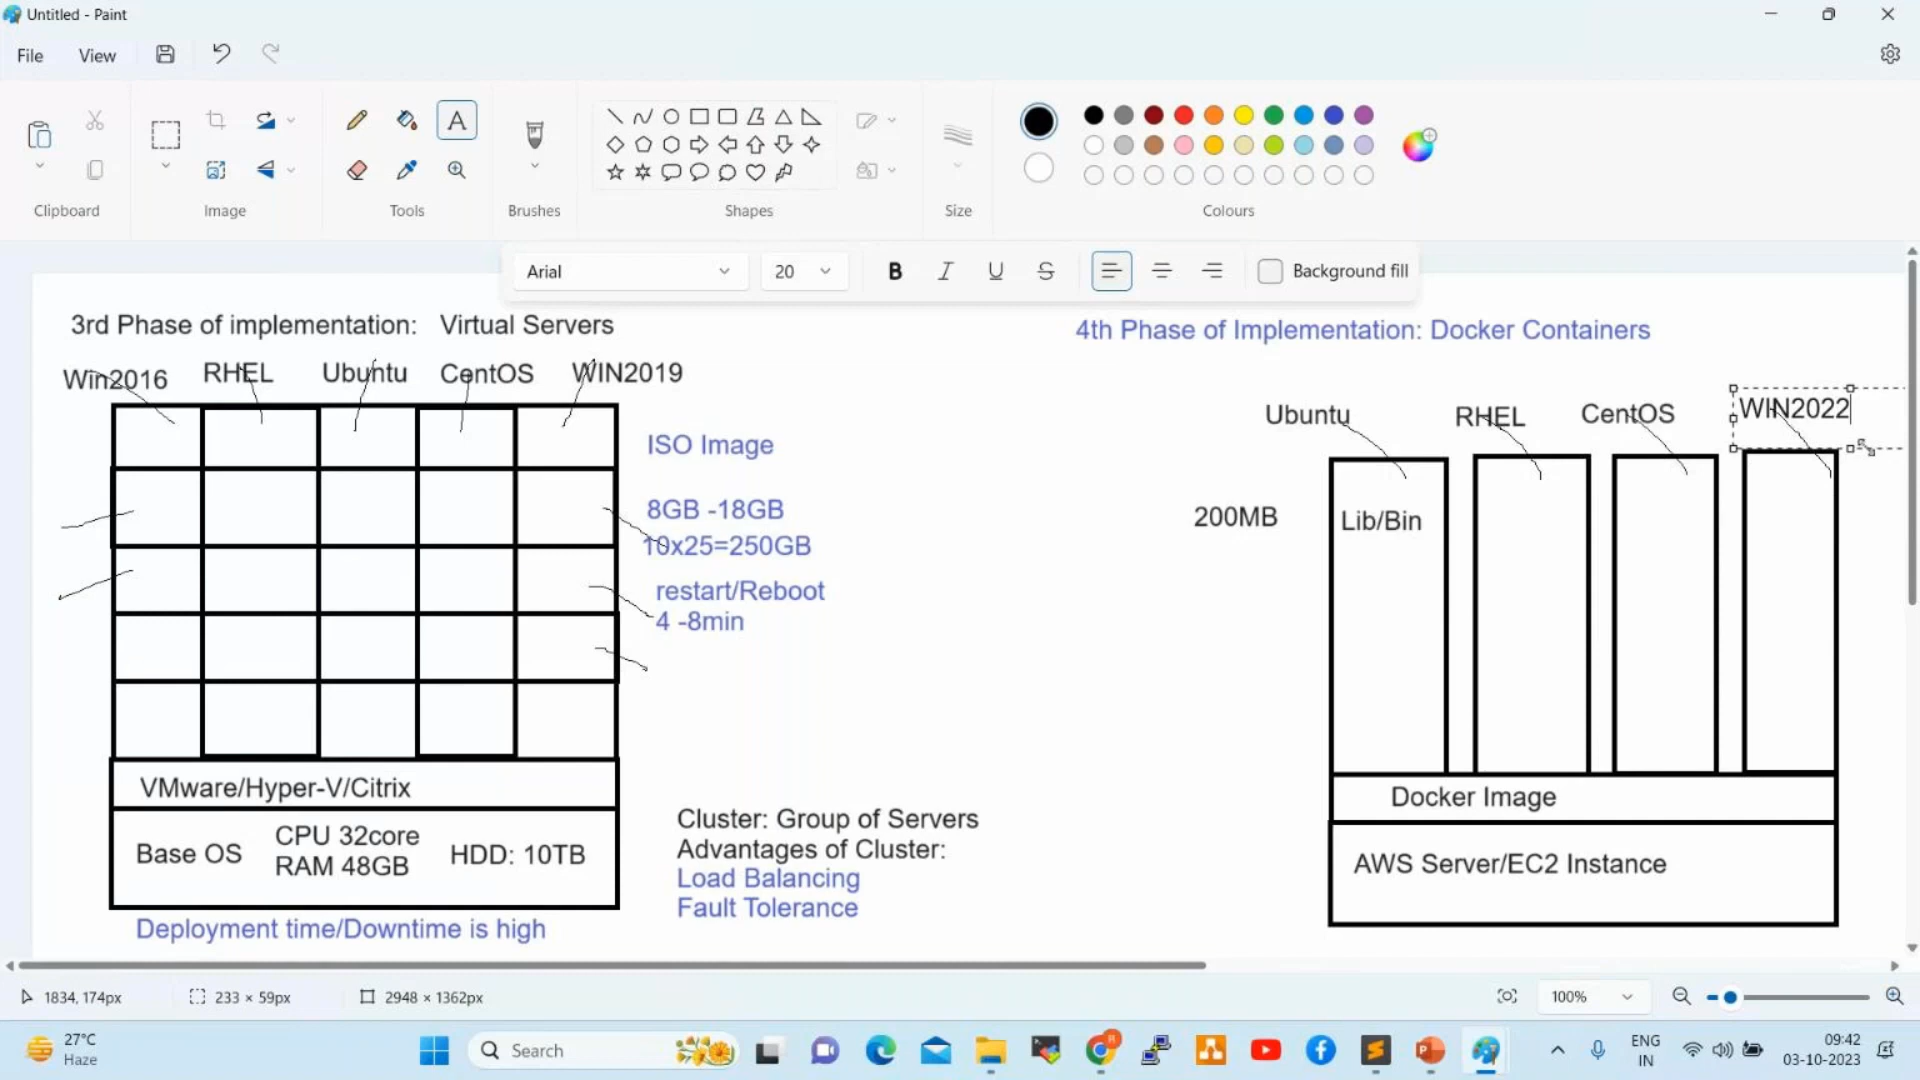 Untitled - Paint
File
View
Clipboard
Image
Tools
Brushes
Shapes
Size
Colours
Arial
20
B
I
U
S
Background fill
3rd Phase of implementation: Virtual Servers
Win2016
RHEL
Ubuntu
CentOS
WIN2019
ISO Image
8GB -18GB
10x25=250GB
restart/Reboot
4 -8min
VMware/Hyper-V/Citrix
Base OS
CPU 32core
RAM 48GB
HDD: 10TB
Deployment time/Downtime is high
Cluster: Group of Servers
Advantages of Cluster:
Load Balancing
Fault Tolerance
4th Phase of Implementation: Docker Containers
Ubuntu
RHEL
CentOS
WIN2022
200MB
Lib/Bin
Docker Image
AWS Server/EC2 Instance
1834, 174px
233 × 59px
2948 × 1362px
100%
27°C
Haze
Search
ENG
IN
09:42
03-10-2023